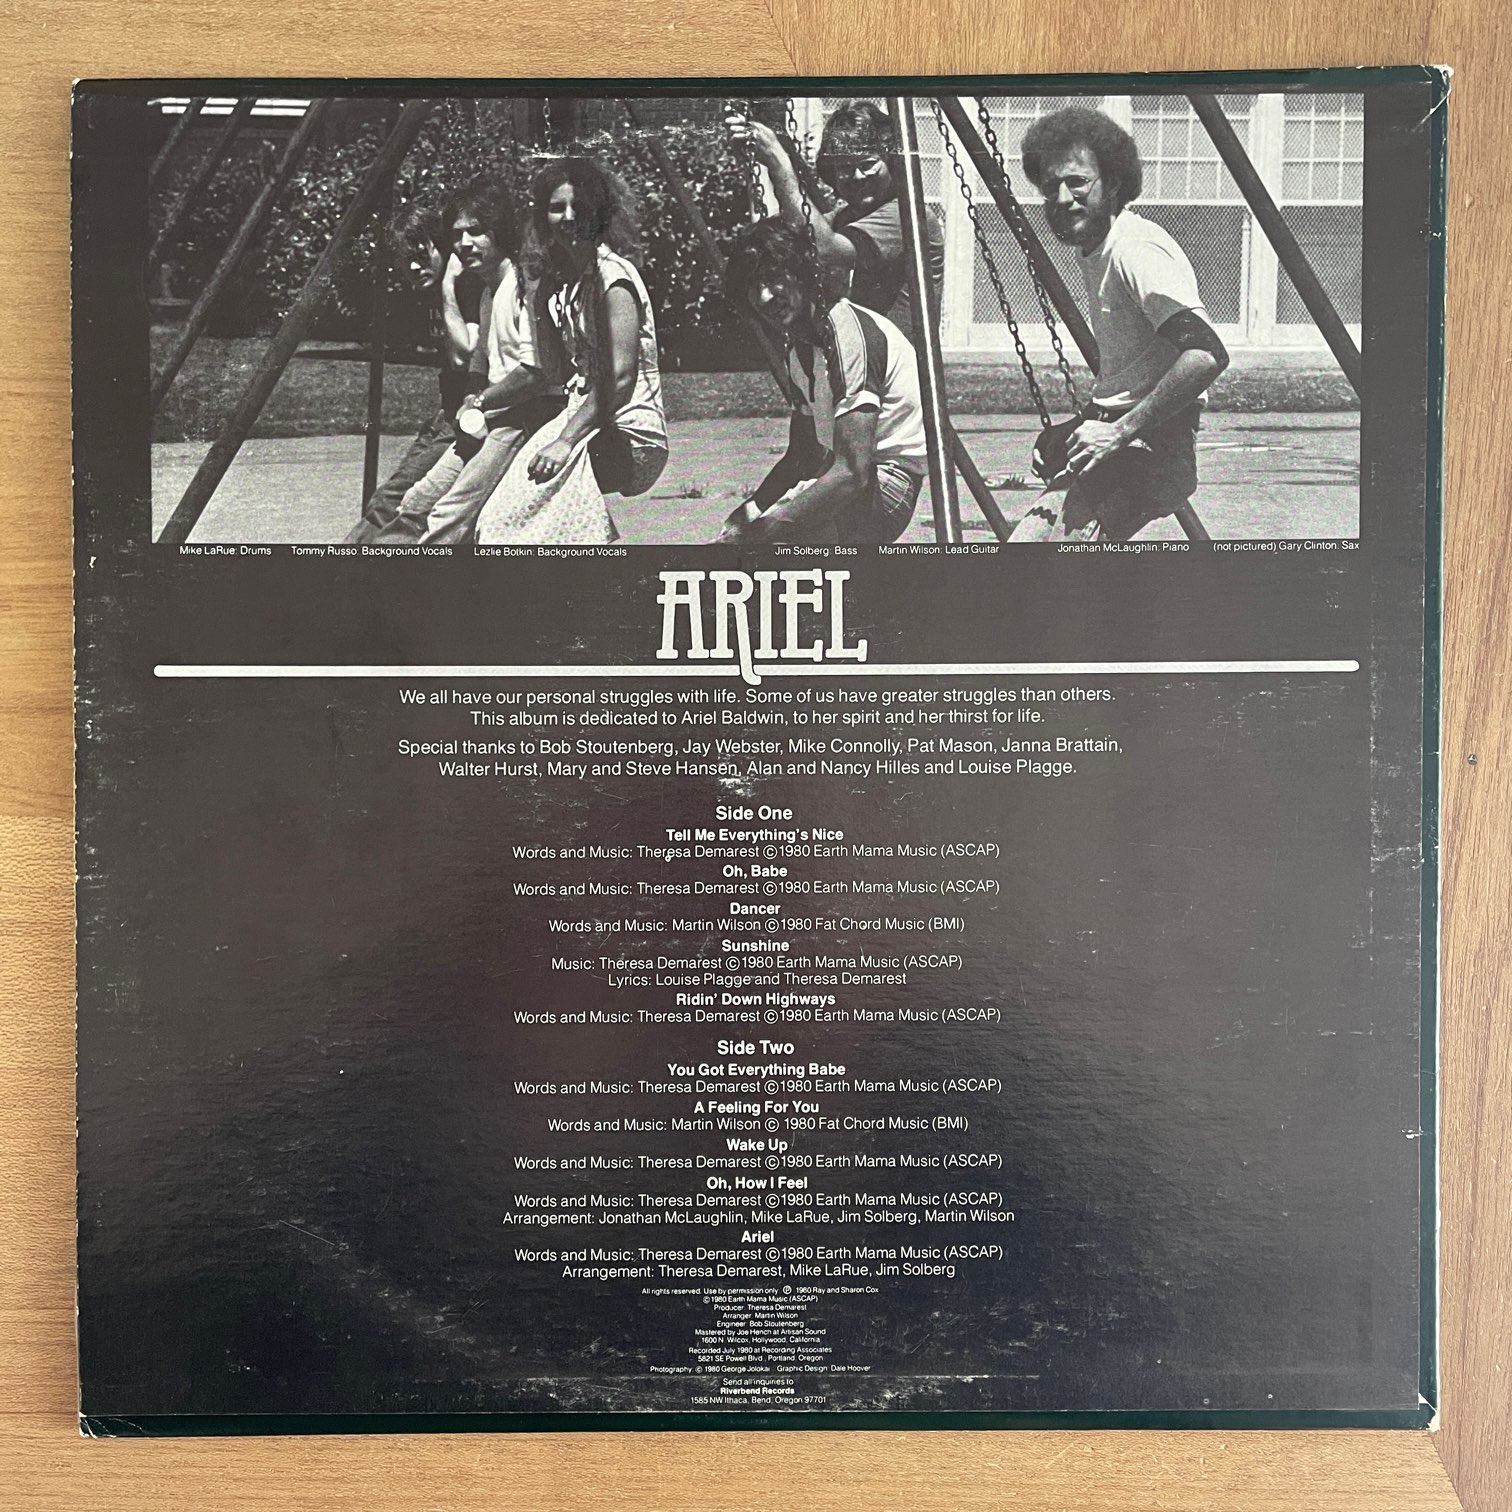 Mike LaRue: Drums Tommy Russo: Background Vocals Lezlie Botkin: Background Vocals Jim Solberg: Bass Martin Wilson: Lead Guitar Jonathan McLaughlin: Piano (not pictured) Gary Clinton: Sax
ARIEL
We all have our personal struggles with life. Some of us have greater struggles than others.
This album is dedicated to Ariel Baldwin, to her spirit and her thirst for life.
Special thanks to Bob Stoutenberg, Jay Webster, Mike Connolly, Pat Mason, Janna Brattain,
Walter Hurst, Mary and Steve Hansen, Alan and Nancy Hilles and Louise Plagge.
Side One
Tell Me Everything's Nice
Words and Music: Theresa Demarest ©1980 Earth Mama Music (ASCAP)
Oh, Babe
Words and Music: Theresa Demarest ©1980 Earth Mama Music (ASCAP)
Dancer
Words and Music: Martin Wilson ©1980 Fat Chord Music (BMI)
Sunshine
Music: Theresa Demarest ©1980 Earth Mama Music (ASCAP)
Lyrics: Louise Plagge and Theresa Demarest
Ridin' Down Highways
Words and Music: Theresa Demarest ©1980 Earth Mama Music (ASCAP)
Side Two
You Got Everything Babe
Words and Music: Theresa Demarest ©1980 Earth Mama Music (ASCAP)
A Feeling For You
Words and Music: Martin Wilson © 1980 Fat Chord Music (BMI)
Wake Up
Words and Music: Theresa Demarest ©1980 Earth Mama Music (ASCAP)
Oh, How I Feel
Words and Music: Theresa Demarest ©1980 Earth Mama Music (ASCAP)
Arrangement: Jonathan McLaughlin, Mike LaRue, Jim Solberg, Martin Wilson
Ariel
Words and Music: Theresa Demarest ©1980 Earth Mama Music (ASCAP)
Arrangement: Theresa Demarest, Mike LaRue, Jim Solberg
All rights reserved. Use by permission only. ℗ 1980 Ray and Sharon Cox
©1980 Earth Mama Music (ASCAP)
Producer: Theresa Demarest
Arranger: Martin Wilson
Engineer: Bob Stoutenberg
Mastered by Joe Hench at Artisan Sound
1600 N. Wilcox, Hollywood, California
Recorded July 1980 at Recording Associates
5821 SE Powell Blvd., Portland, Oregon
Photography: © 1980 George Jolokai Graphic Design: Dale Hoover
Send all inquiries to
Riverbend Records
1585 NW Ithaca, Bend, Oregon 97701